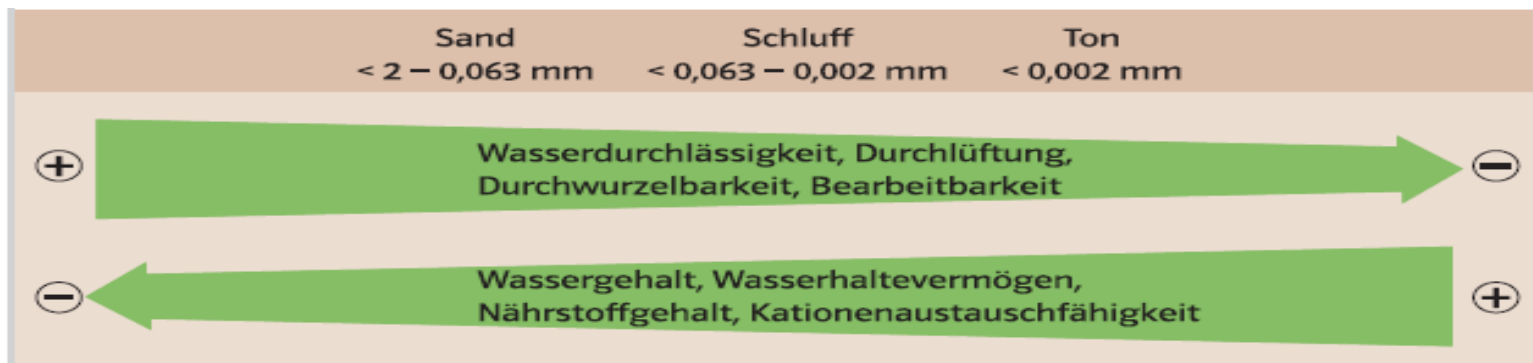 Sand Schluff Ton
< 2 – 0,063 mm < 0,063 – 0,002 mm < 0,002 mm
+ Wasserdurchlässigkeit, Durchlüftung, −
Durchwurzelbarkeit, Bearbeitbarkeit
− Wassergehalt, Wasserhaltevermögen, +
Nährstoffgehalt, Kationenaustauschfähigkeit